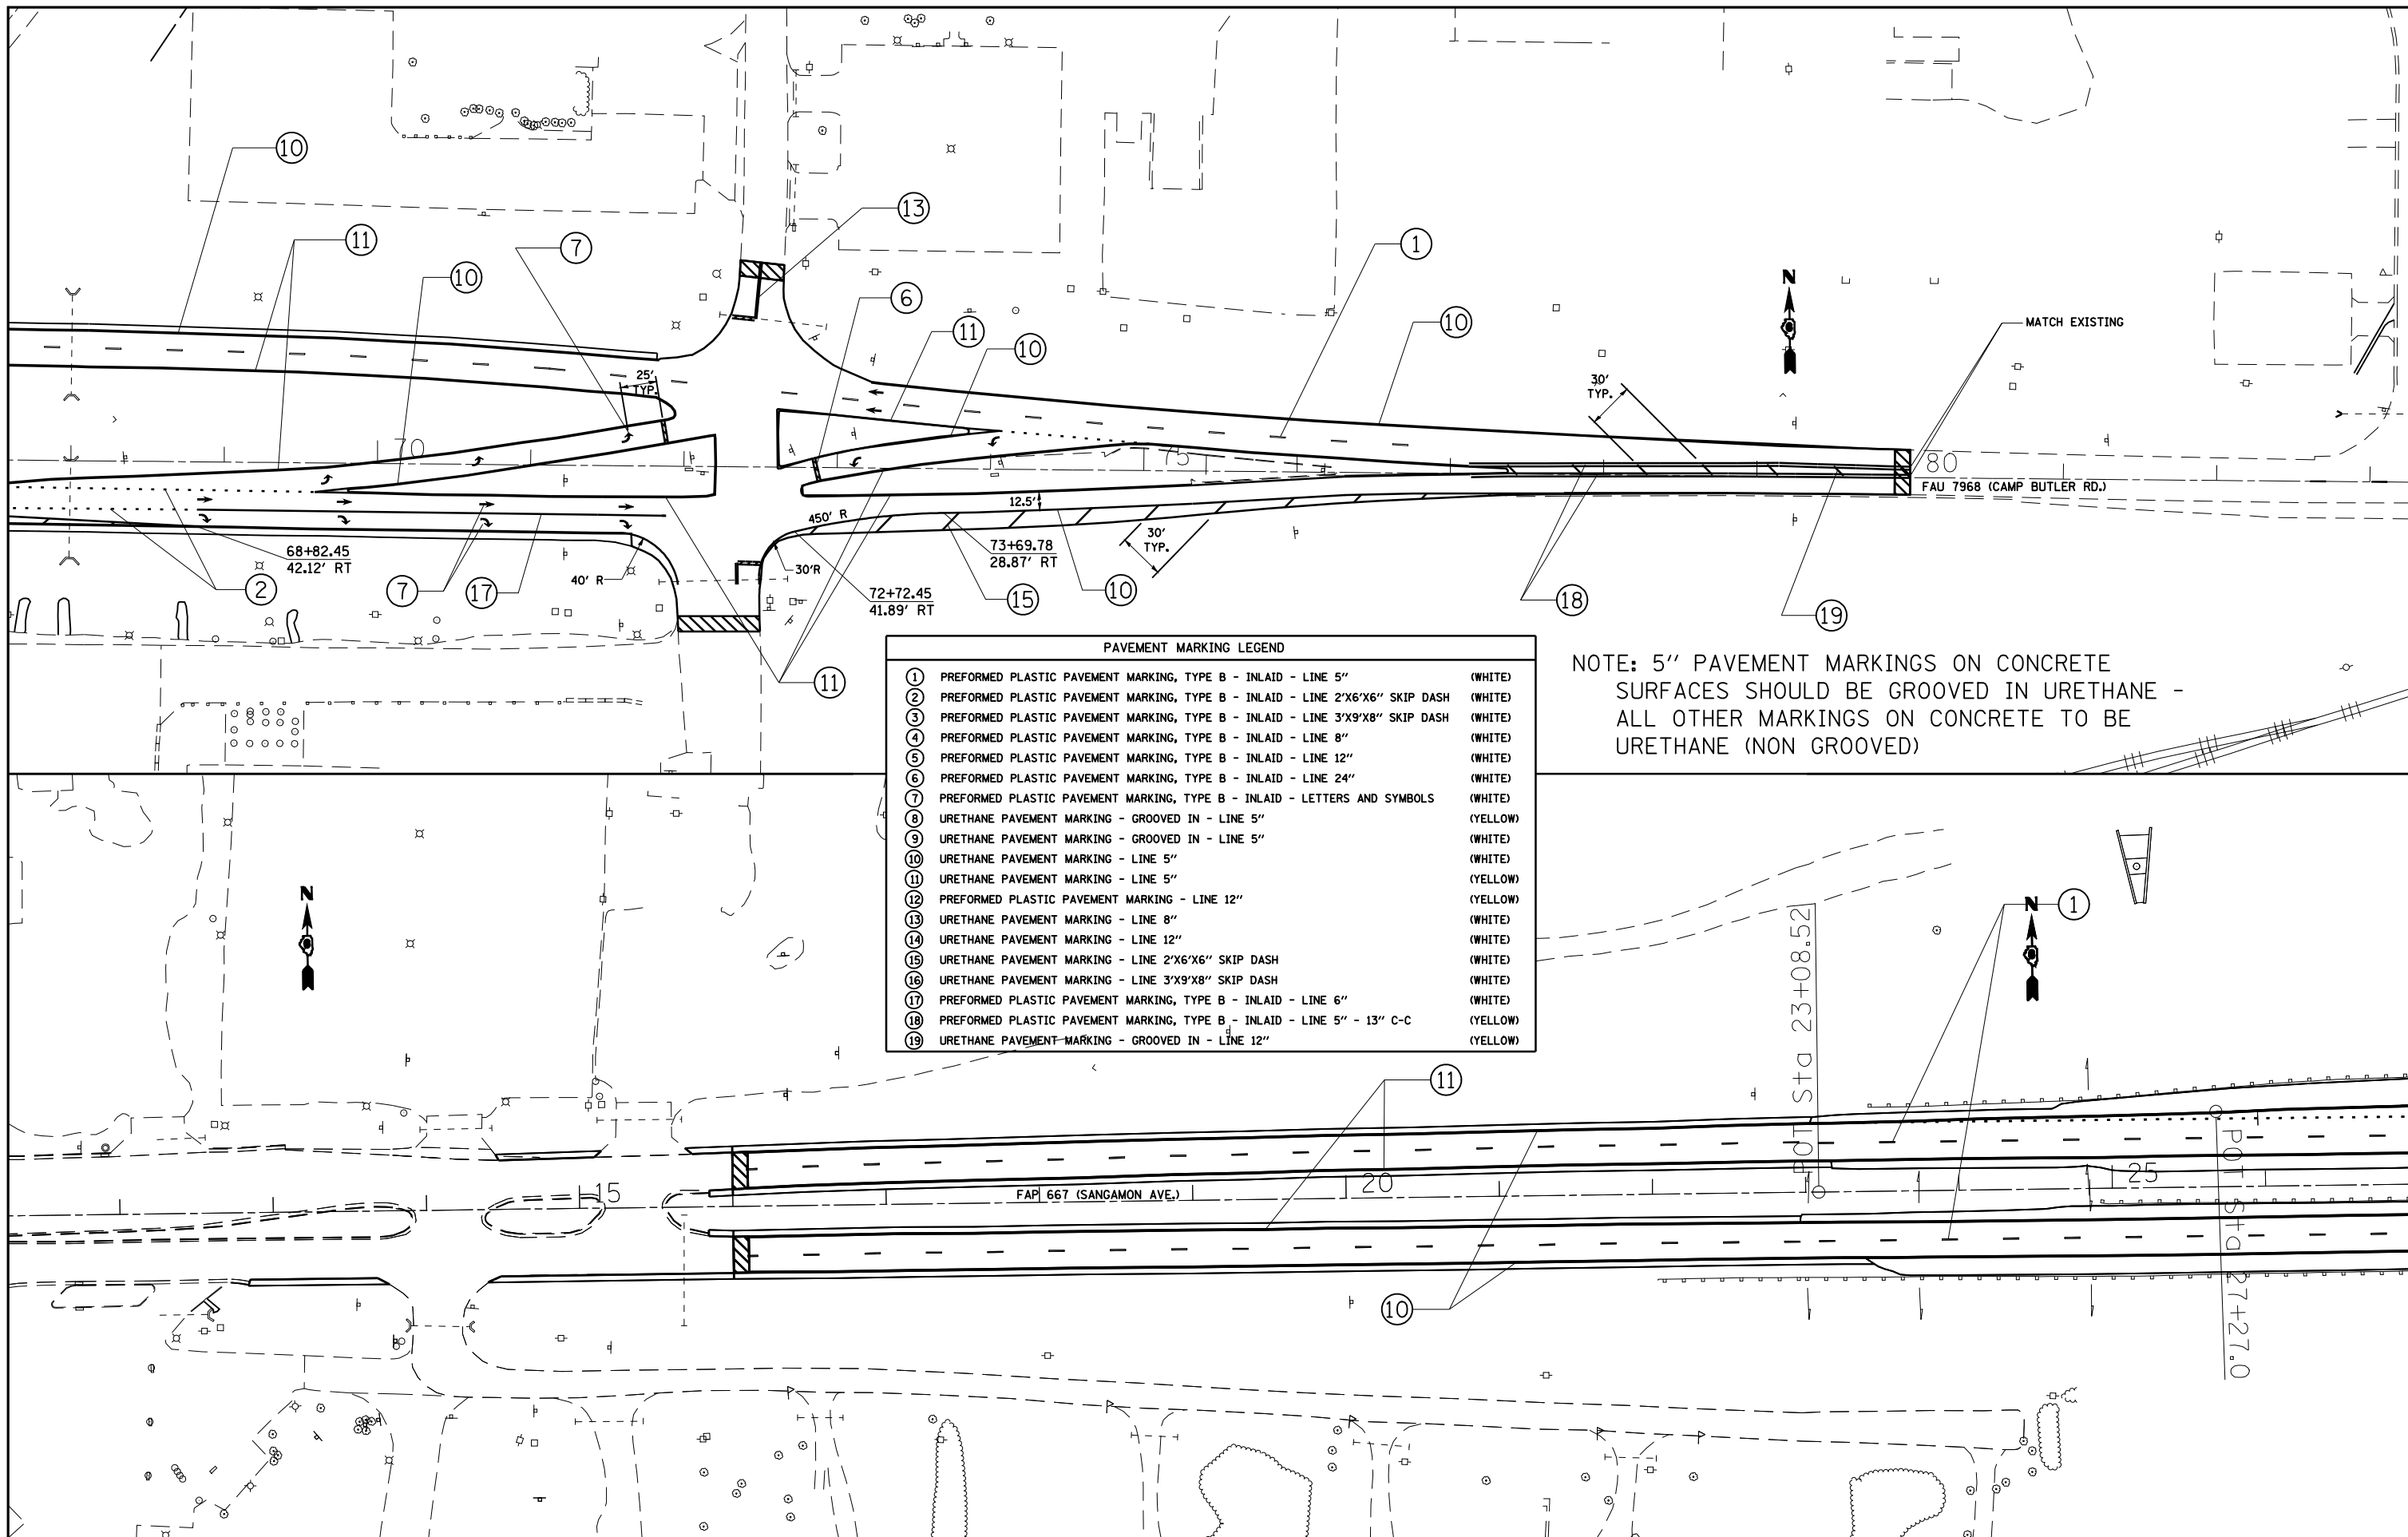 10
13
11
7
1
10
6
11
10
10
N
MATCH EXISTING
25'
TYP.
30'
TYP.
70
75
80
FAU 7968 (CAMP BUTLER RD.)
12.5'
450' R
68+82.45
42.12' RT
73+69.78
28.87' RT
30'
TYP.
40' R
30'R
2
7
17
72+72.45
41.89' RT
15
10
18
19
11
PAVEMENT MARKING LEGEND
1 PREFORMED PLASTIC PAVEMENT MARKING, TYPE B - INLAID - LINE 5" (WHITE)
2 PREFORMED PLASTIC PAVEMENT MARKING, TYPE B - INLAID - LINE 2'X6'X6" SKIP DASH (WHITE)
3 PREFORMED PLASTIC PAVEMENT MARKING, TYPE B - INLAID - LINE 3'X9'X8" SKIP DASH (WHITE)
4 PREFORMED PLASTIC PAVEMENT MARKING, TYPE B - INLAID - LINE 8" (WHITE)
5 PREFORMED PLASTIC PAVEMENT MARKING, TYPE B - INLAID - LINE 12" (WHITE)
6 PREFORMED PLASTIC PAVEMENT MARKING, TYPE B - INLAID - LINE 24" (WHITE)
7 PREFORMED PLASTIC PAVEMENT MARKING, TYPE B - INLAID - LETTERS AND SYMBOLS (WHITE)
8 URETHANE PAVEMENT MARKING - GROOVED IN - LINE 5" (YELLOW)
9 URETHANE PAVEMENT MARKING - GROOVED IN - LINE 5" (WHITE)
10 URETHANE PAVEMENT MARKING - LINE 5" (WHITE)
11 URETHANE PAVEMENT MARKING - LINE 5" (YELLOW)
12 PREFORMED PLASTIC PAVEMENT MARKING - LINE 12" (YELLOW)
13 URETHANE PAVEMENT MARKING - LINE 8" (WHITE)
14 URETHANE PAVEMENT MARKING - LINE 12" (WHITE)
15 URETHANE PAVEMENT MARKING - LINE 2'X6'X6" SKIP DASH (WHITE)
16 URETHANE PAVEMENT MARKING - LINE 3'X9'X8" SKIP DASH (WHITE)
17 PREFORMED PLASTIC PAVEMENT MARKING, TYPE B - INLAID - LINE 6" (WHITE)
18 PREFORMED PLASTIC PAVEMENT MARKING, TYPE B - INLAID - LINE 5" - 13" C-C (YELLOW)
19 URETHANE PAVEMENT MARKING - GROOVED IN - LINE 12" (YELLOW)
NOTE: 5" PAVEMENT MARKINGS ON CONCRETE
SURFACES SHOULD BE GROOVED IN URETHANE -
ALL OTHER MARKINGS ON CONCRETE TO BE
URETHANE (NON GROOVED)
N
N
1
11
POT Sta 23+08.52
15
FAP 667 (SANGAMON AVE.)
20
25
POT Sta 27+27.0
10